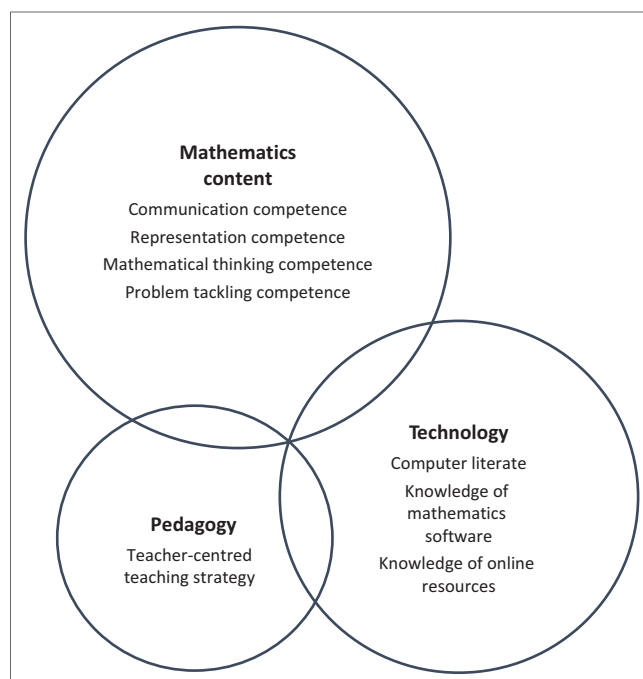 Mathematics
content
Communication competence
Representation competence
Mathematical thinking competence
Problem tackling competence
Technology
Computer literate
Knowledge of
mathematics
software
Knowledge of online
resources
Pedagogy
Teacher-centred
teaching strategy